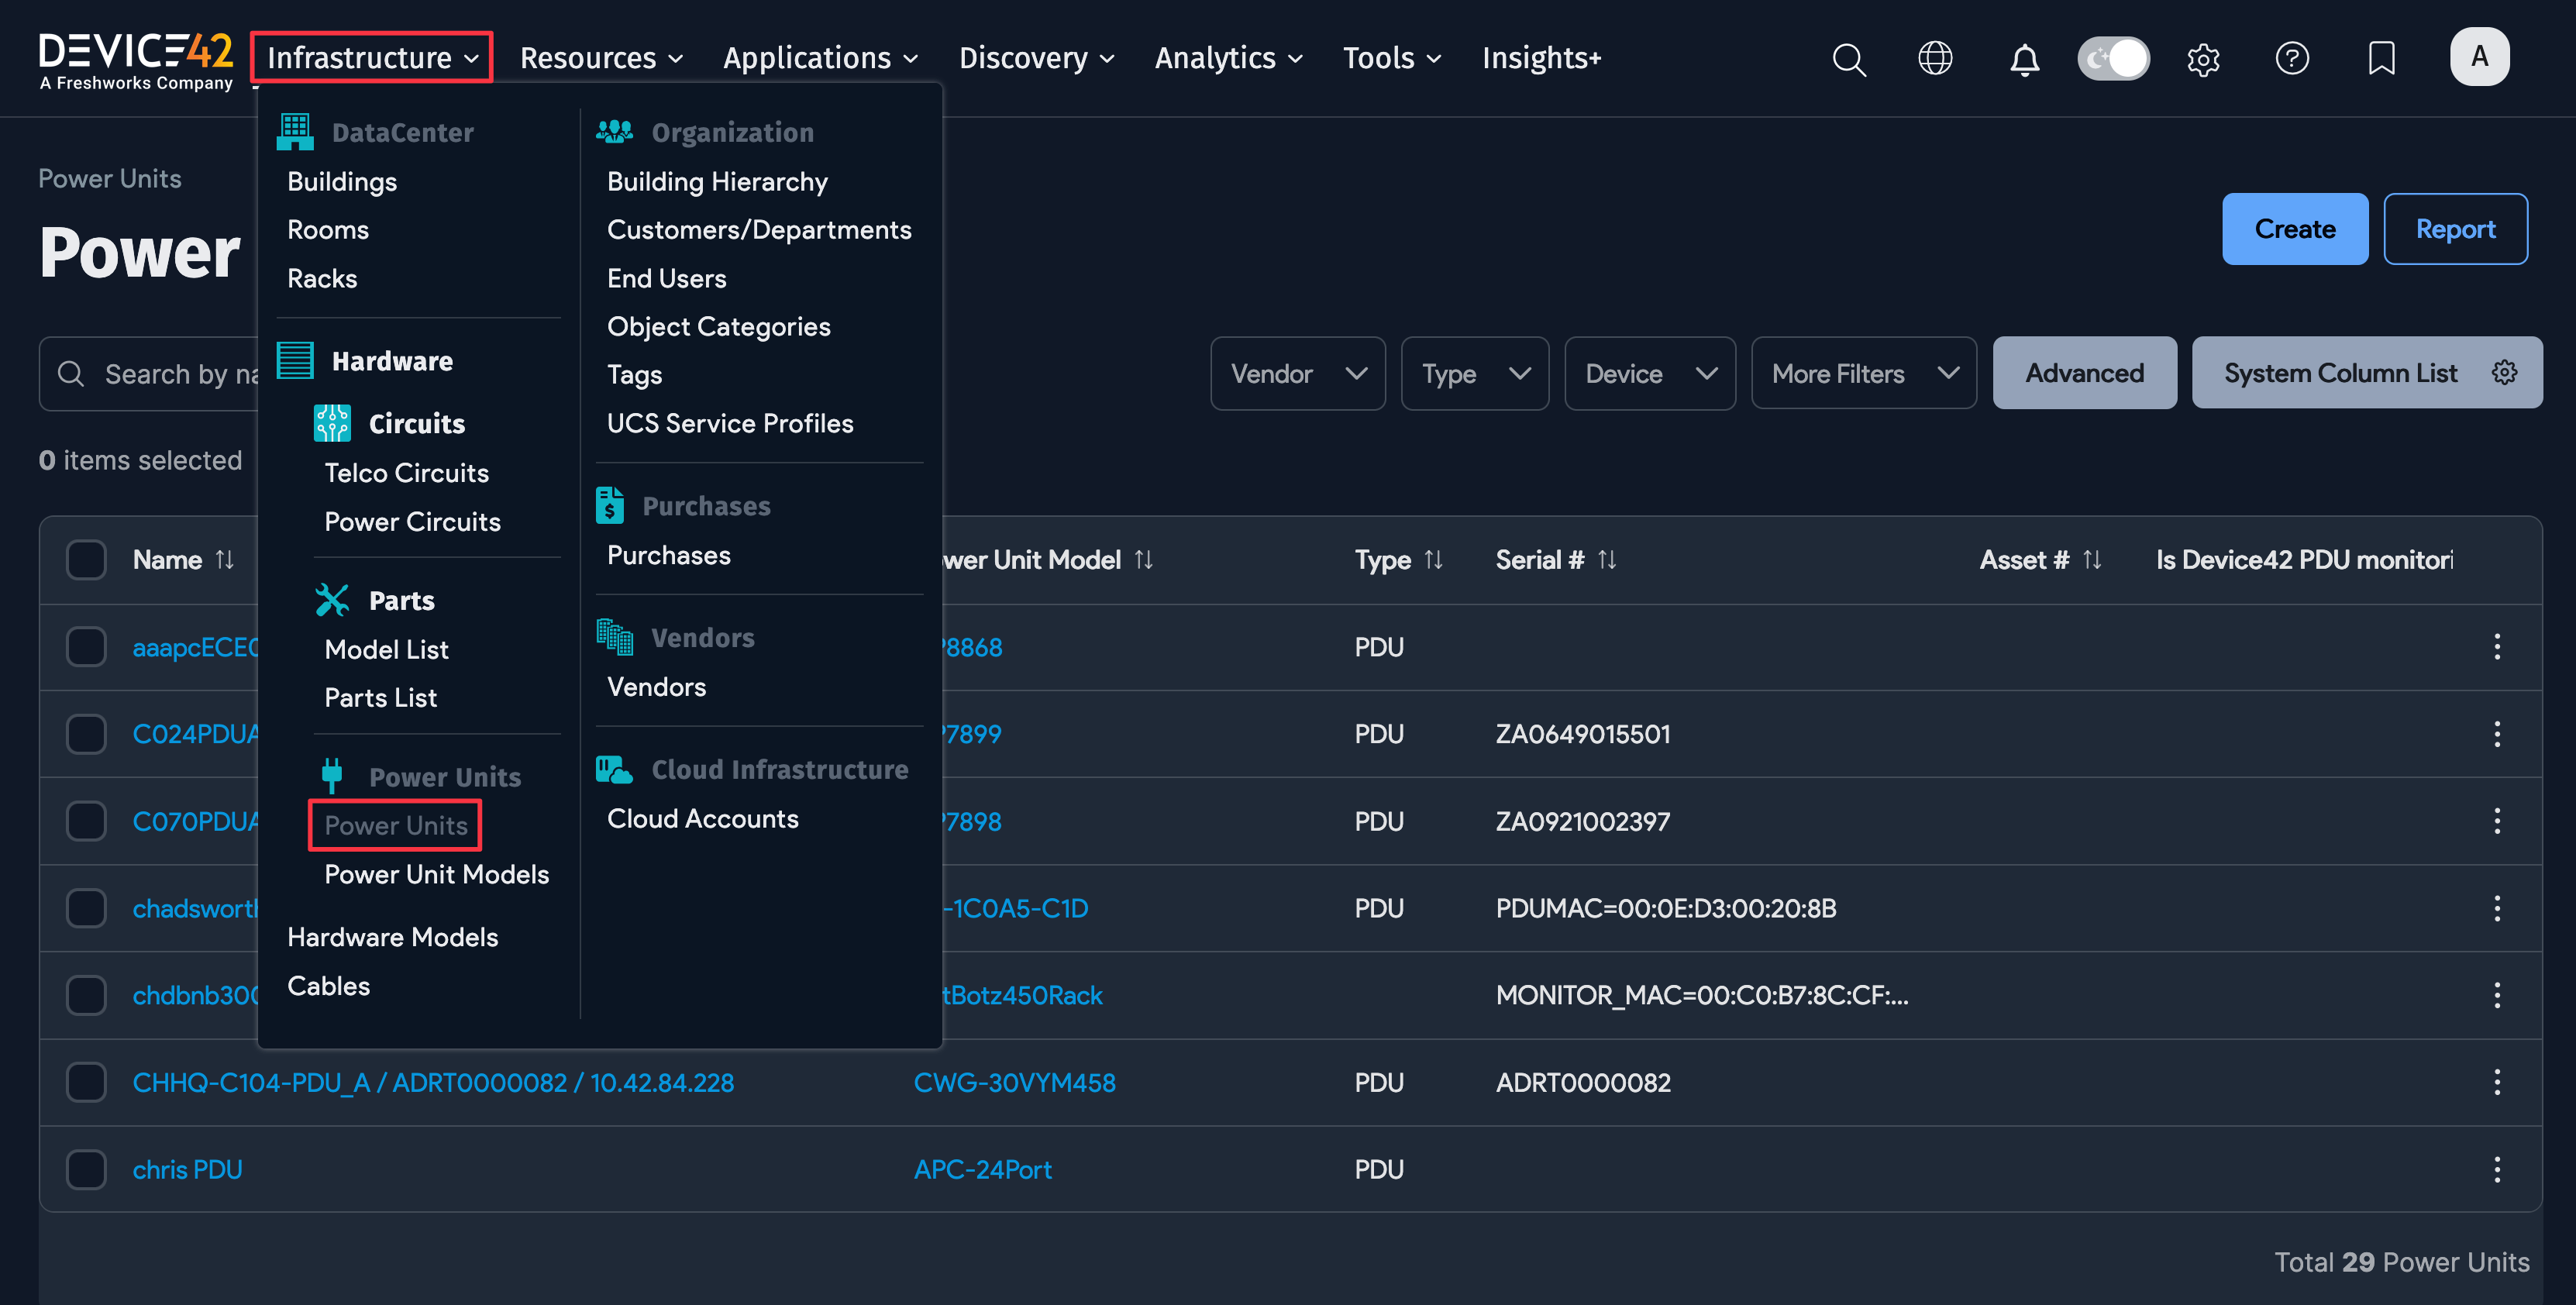 DEVICE42
A Freshworks Company
Infrastructure
Resources
Applications
Discovery
Analytics
Tools
Insights+
A
DataCenter
Buildings
Rooms
Racks
Hardware
Circuits
Telco Circuits
Power Circuits
Parts
Model List
Parts List
Power Units
Power Units
Power Unit Models
Hardware Models
Cables
Organization
Building Hierarchy
Customers/Departments
End Users
Object Categories
Tags
UCS Service Profiles
Purchases
Purchases
Vendors
Vendors
Cloud Infrastructure
Cloud Accounts
Power Units
Power
Create
Report
Search by na
Vendor
Type
Device
More Filters
Advanced
System Column List
0 items selected
Name
wer Unit Model
Type
Serial #
Asset #
Is Device42 PDU monitori
aaapcECE
8868
PDU
C024PDUA
7899
PDU
ZA0649015501
C070PDUA
7898
PDU
ZA0921002397
chadsworth
-1C0A5-C1D
PDU
PDUMAC=00:0E:D3:00:20:8B
chdbnb300
tBotz450Rack
MONITOR_MAC=00:C0:B7:8C:CF:...
CHHQ-C104-PDU_A / ADRT0000082 / 10.42.84.228
CWG-30VYM458
PDU
ADRT0000082
chris PDU
APC-24Port
PDU
Total 29 Power Units